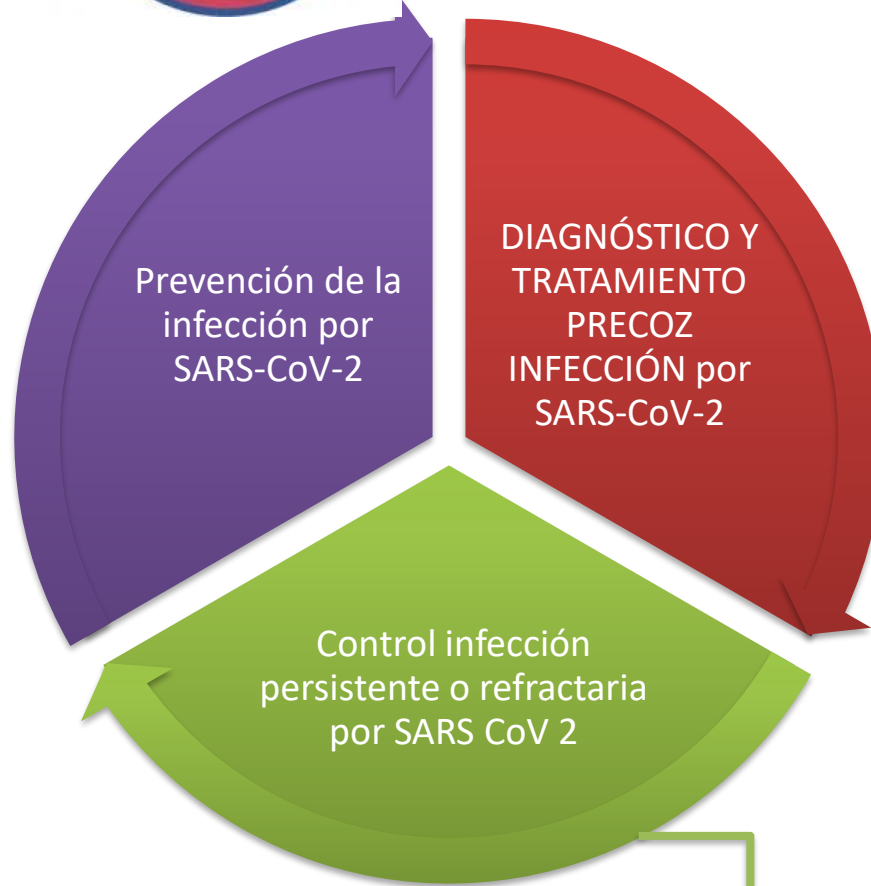 Prevención de la
infección por
SARS-CoV-2
DIAGNÓSTICO Y
TRATAMIENTO
PRECOZ
INFECCIÓN por
SARS-CoV-2
Control infección
persistente o refractaria
por SARS CoV 2